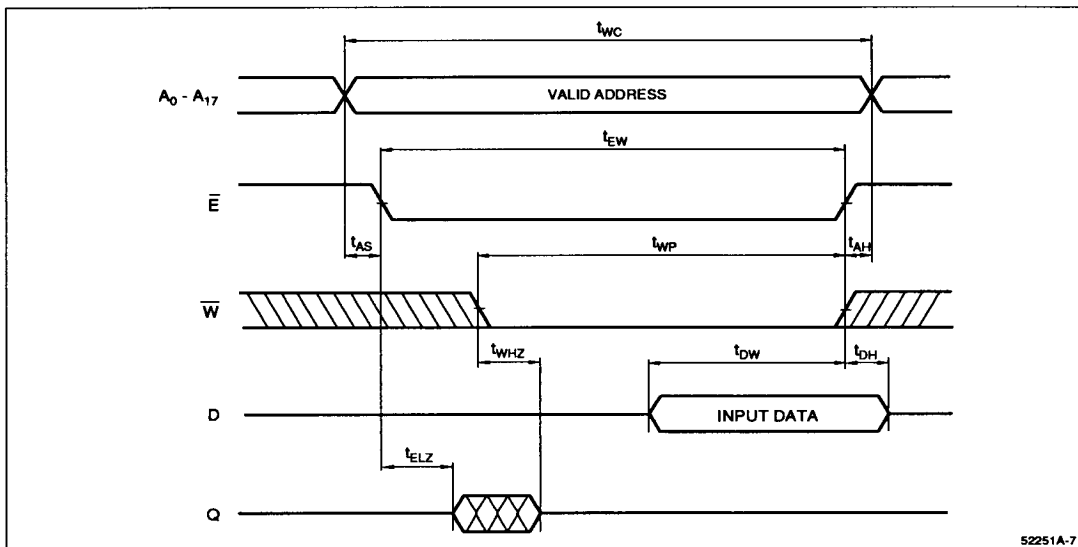 tWC
A0 - A17
VALID ADDRESS
tEW
E
tAS
tWP
tAH
W
tWHZ
tDW
tDH
D
INPUT DATA
tELZ
Q
52251A-7